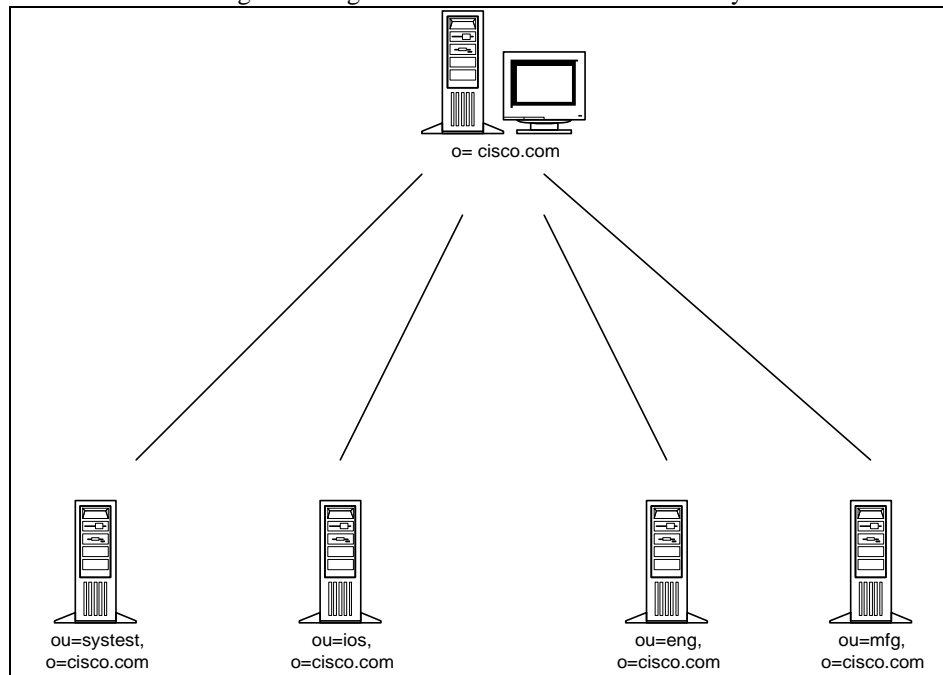 o= cisco.com
ou=systest,
o=cisco.com
ou=ios,
o=cisco.com
ou=eng,
o=cisco.com
ou=mfg,
o=cisco.com